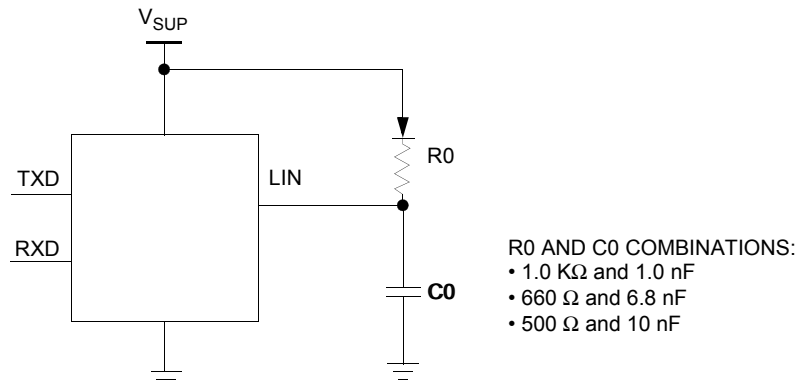 VSUP
TXD
LIN
R0
RXD
C0
R0 AND C0 COMBINATIONS:
• 1.0 KΩ and 1.0 nF
• 660 Ω and 6.8 nF
• 500 Ω and 10 nF